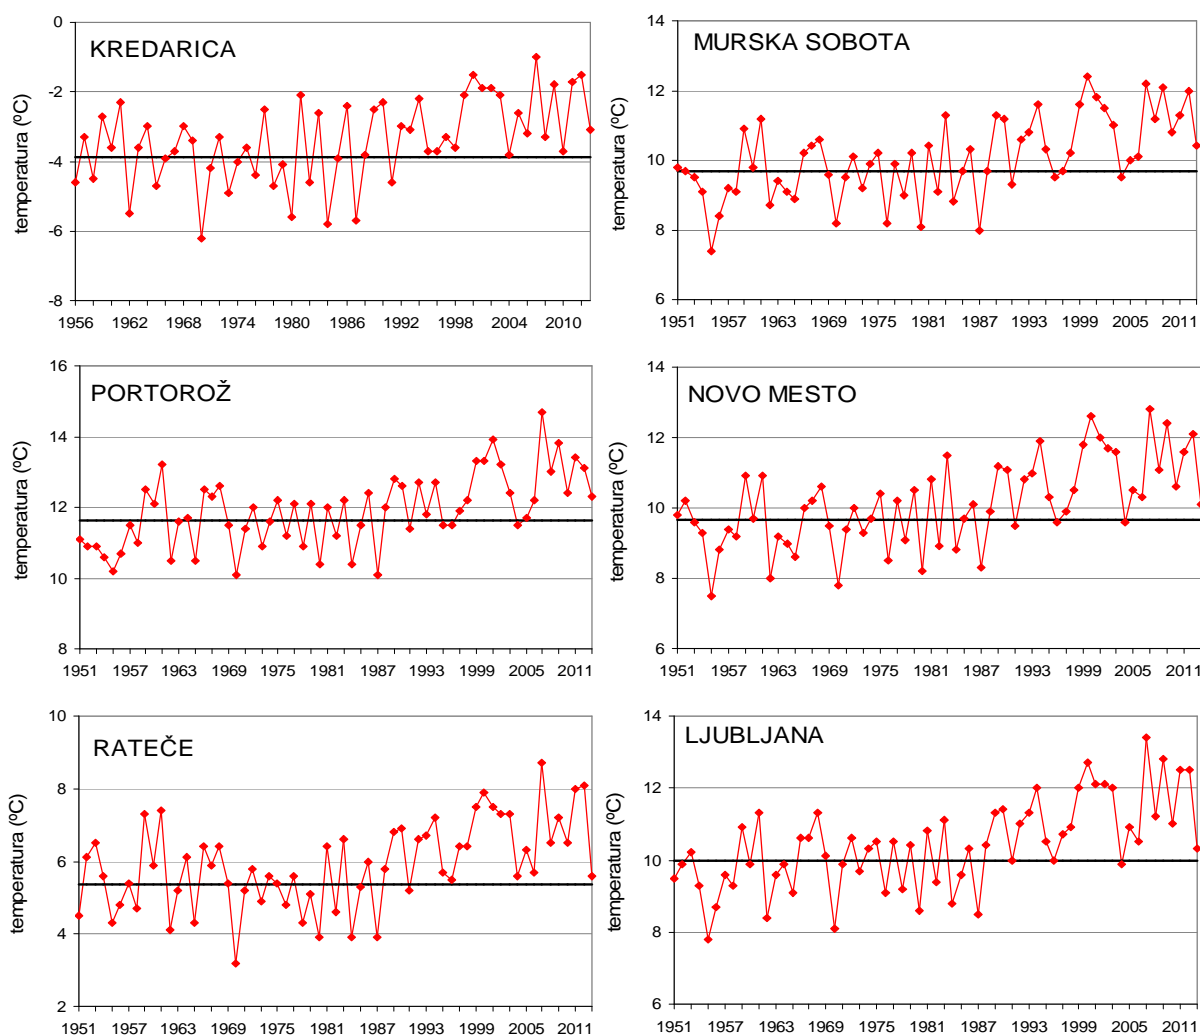 KREDARICA
temperatura (ºC)
0
-2
-4
-6
-8
1956 1962 1968 1974 1980 1986 1992 1998 2004 2010
MURSKA SOBOTA
temperatura (ºC)
14
12
10
8
6
1951 1957 1963 1969 1975 1981 1987 1993 1999 2005 2011
PORTOROŽ
temperatura (ºC)
16
14
12
10
8
1951 1957 1963 1969 1975 1981 1987 1993 1999 2005 2011
NOVO MESTO
temperatura (ºC)
14
12
10
8
6
1951 1957 1963 1969 1975 1981 1987 1993 1999 2005 2011
RATEČE
temperatura (ºC)
10
8
6
4
2
1951 1957 1963 1969 1975 1981 1987 1993 1999 2005 2011
LJUBLJANA
temperatura (ºC)
14
12
10
8
6
1951 1957 1963 1969 1975 1981 1987 1993 1999 2005 2011